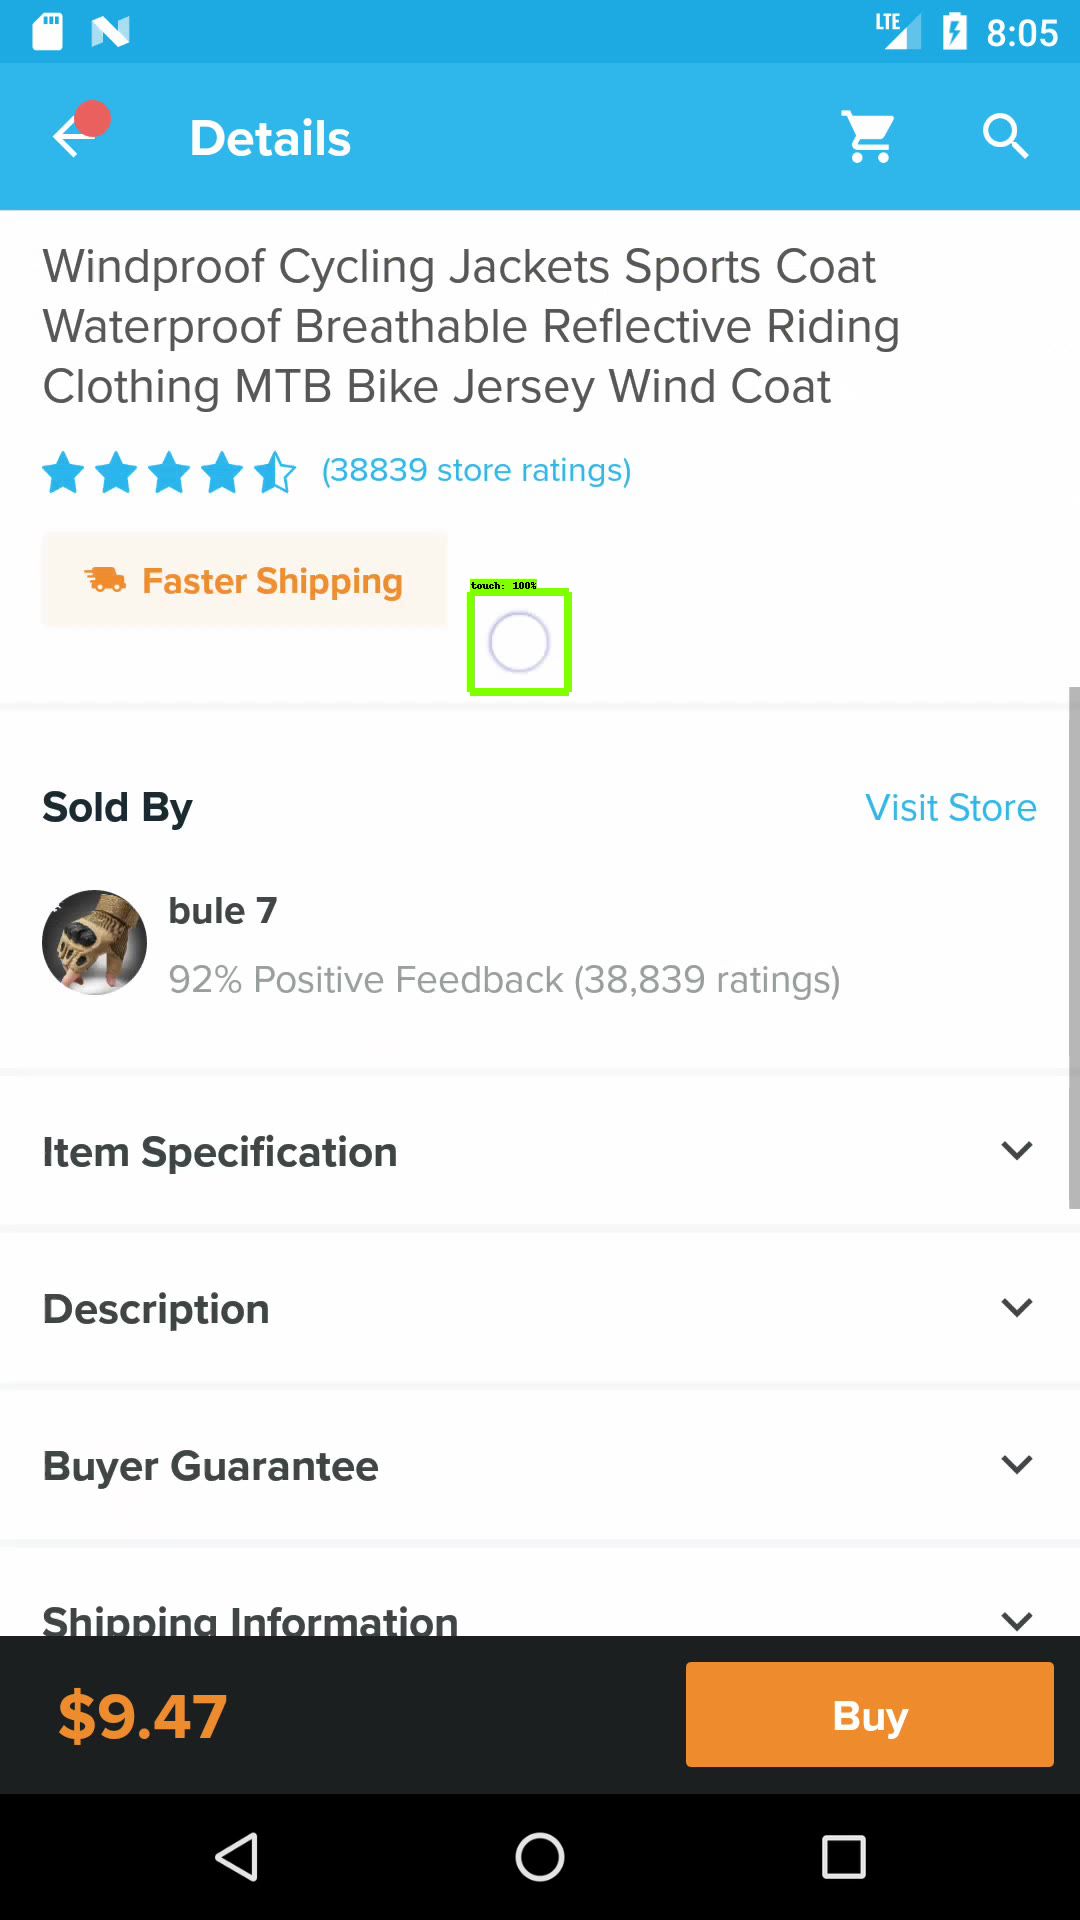 LTE 8:05
Details
Windproof Cycling Jackets Sports Coat
Waterproof Breathable Reflective Riding
Clothing MTB Bike Jersey Wind Coat
(38839 store ratings)
Faster Shipping
touch: 100%
Sold By
Visit Store
bule 7
92% Positive Feedback (38,839 ratings)
Item Specification
Description
Buyer Guarantee
Shipping Information
$9.47
Buy